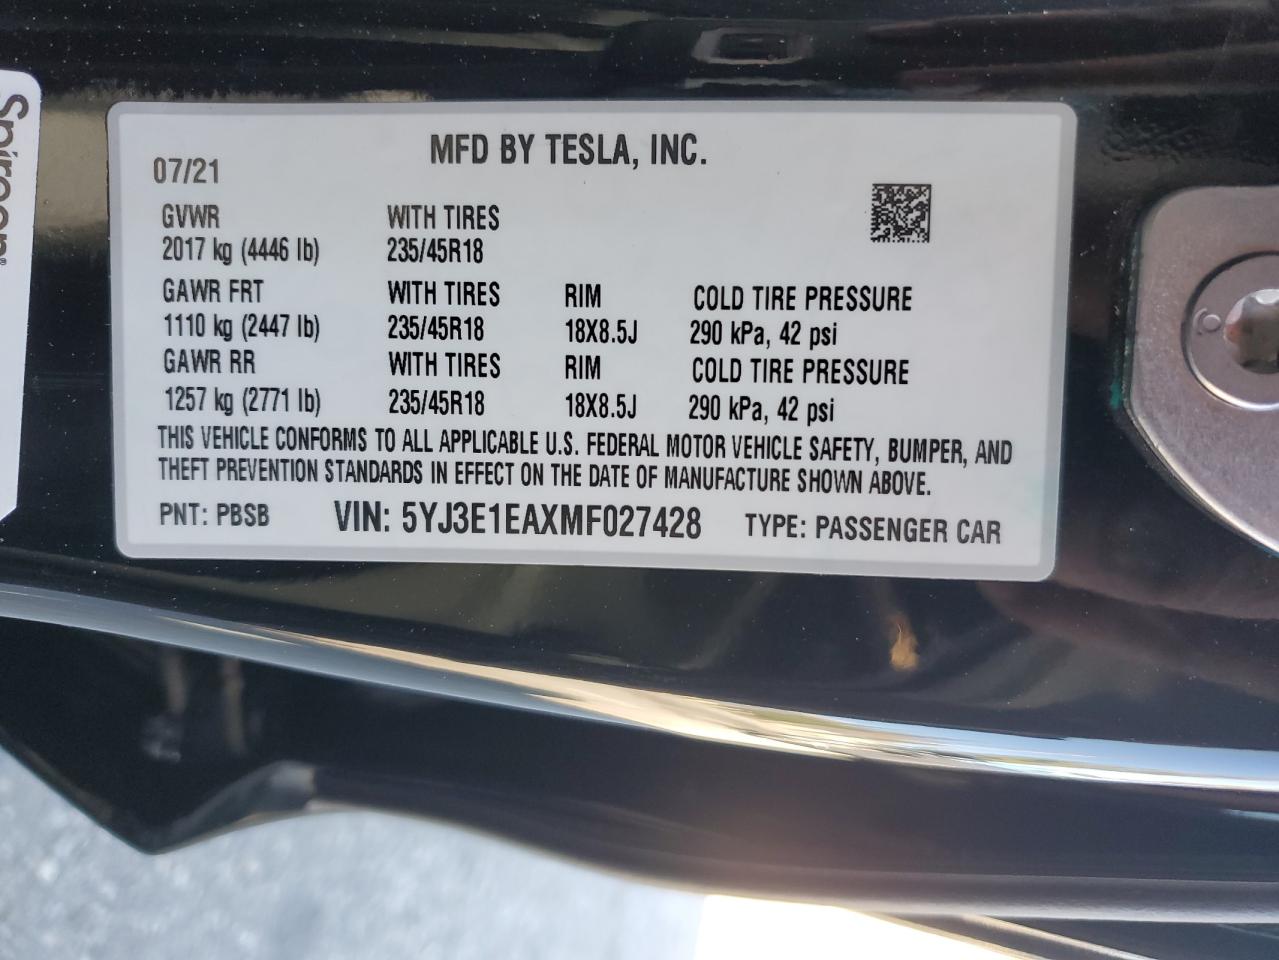 Spireon
MFD BY TESLA, INC.
07/21
GVWR WITH TIRES
2017 kg (4446 lb) 235/45R18
GAWR FRT WITH TIRES RIM COLD TIRE PRESSURE
1110 kg (2447 lb) 235/45R18 18X8.5J 290 kPa, 42 psi
GAWR RR WITH TIRES RIM COLD TIRE PRESSURE
1257 kg (2771 lb) 235/45R18 18X8.5J 290 kPa, 42 psi
THIS VEHICLE CONFORMS TO ALL APPLICABLE U.S. FEDERAL MOTOR VEHICLE SAFETY, BUMPER, AND
THEFT PREVENTION STANDARDS IN EFFECT ON THE DATE OF MANUFACTURE SHOWN ABOVE.
PNT: PBSB VIN: 5YJ3E1EAXMF027428 TYPE: PASSENGER CAR